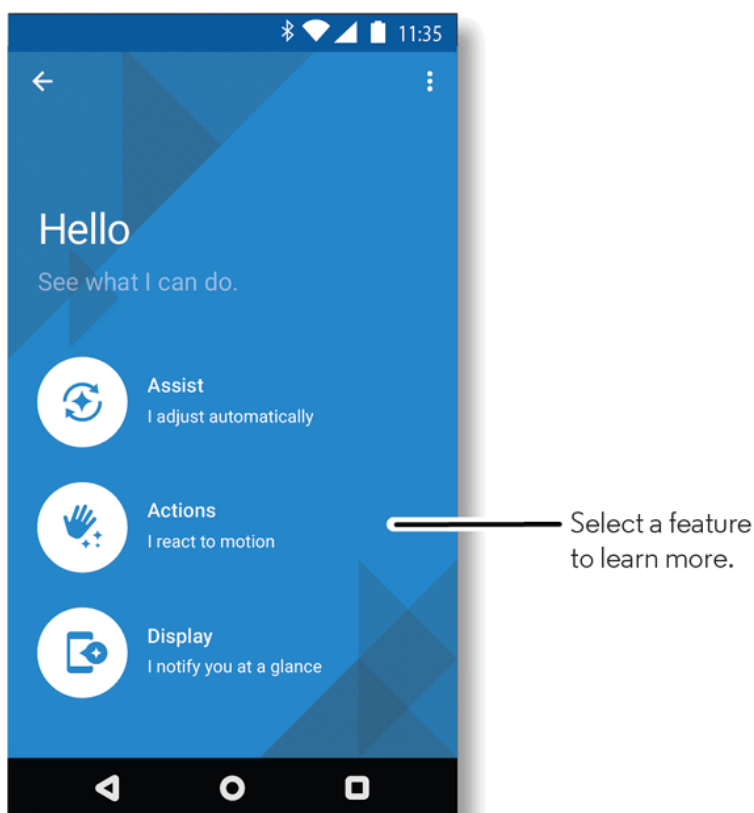 11:35
Hello
See what I can do.
Assist
I adjust automatically
Actions
I react to motion
Select a feature
to learn more.
Display
I notify you at a glance